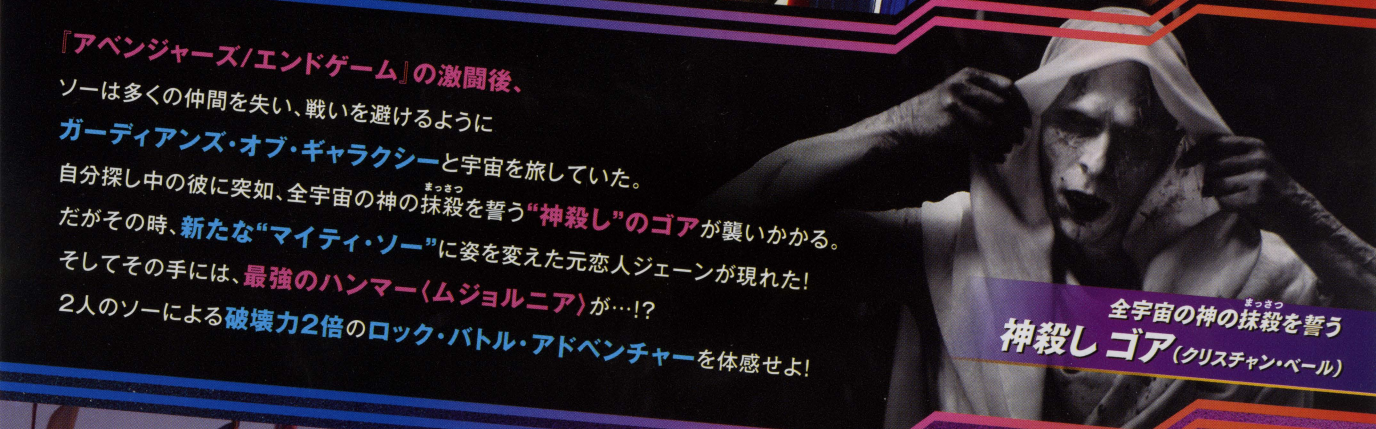 『アベンジャーズ/エンドゲーム』の激闘後、
ソーは多くの仲間を失い、戦いを避けるように
ガーディアンズ・オブ・ギャラクシーと宇宙を旅していた。
自分探し中の彼に突如、全宇宙の神の抹殺を誓う“神殺し”のゴアが襲いかかる。
まっさつ
だがその時、新たな“マイティ・ソー”に姿を変えた元恋人ジェーンが現れた!
そしてその手には、最強のハンマー〈ムジョルニア〉が…!?
2人のソーによる破壊力2倍のロック・バトル・アドベンチャーを体感せよ!
まっさつ
全宇宙の神の抹殺を誓う
神殺し ゴア(クリスチャン・ベール)